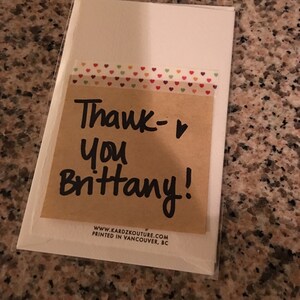 Thank-
you
Brittany!
WWW.KARDZKOUTURE.COM
PRINTED IN VANCOUVER, BC